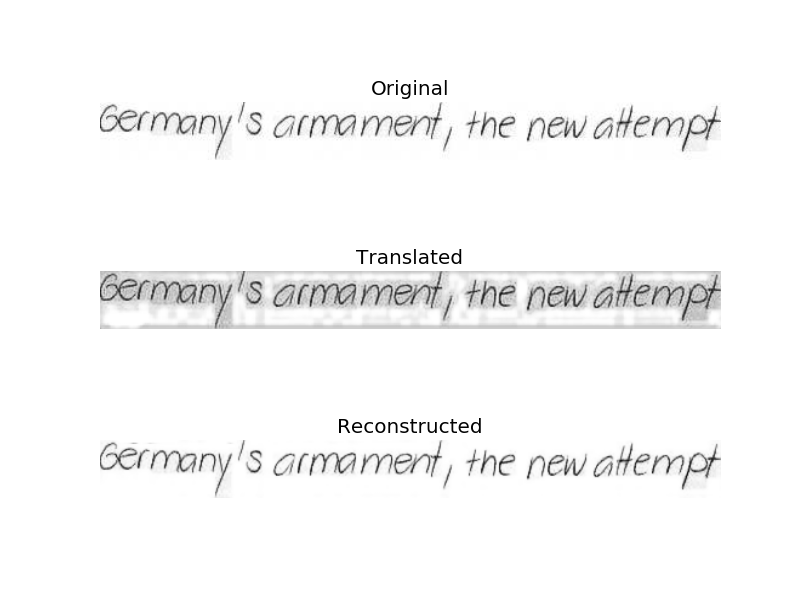 Original
Germany's armament, the new attempt
Translated
Germany's armament, the new attempt
Reconstructed
Germany's armament, the new attempt